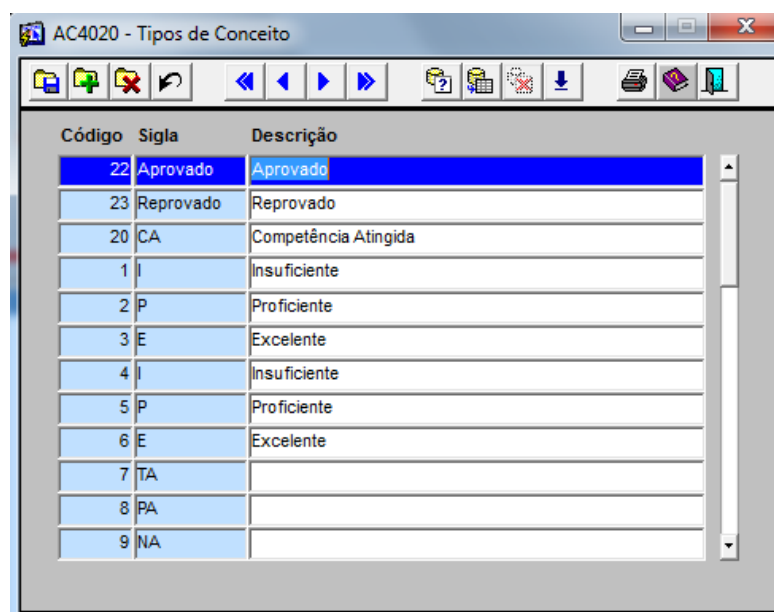 AC4020 - Tipos de Conceito
Código Sigla Descrição
22 Aprovado Aprovado
23 Reprovado Reprovado
20 CA Competência Atingida
1 I Insuficiente
2 P Proficiente
3 E Excelente
4 I Insuficiente
5 P Proficiente
6 E Excelente
7 TA
8 PA
9 NA